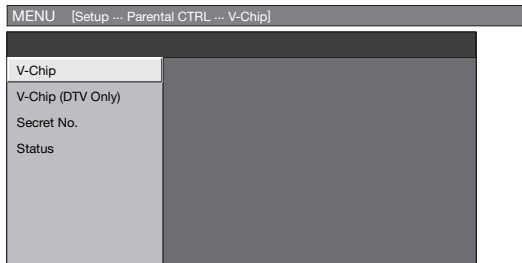 MENU [Setup ··· Parental CTRL ··· V-Chip]
V-Chip
V-Chip (DTV Only)
Secret No.
Status